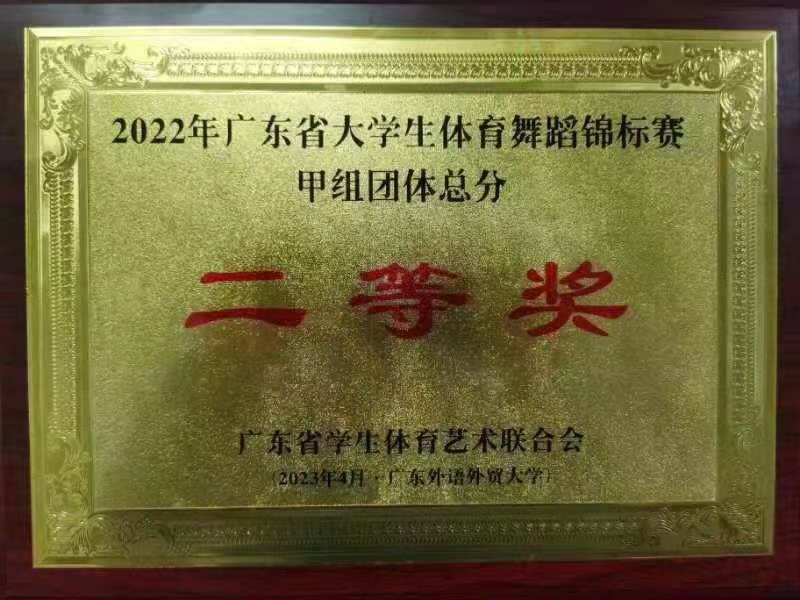 2022年广东省大学生体育舞蹈锦标赛
甲组团体总分
二等奖
广东省学生体育艺术联合会
（2023年4月·广东外语外贸大学）